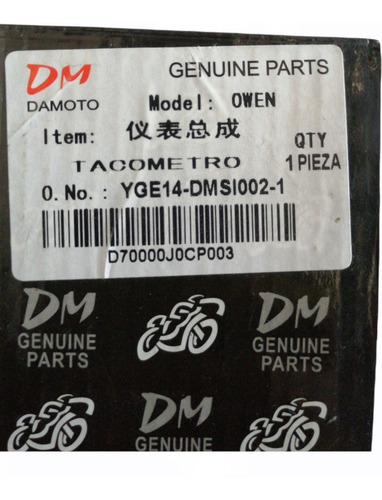 DM
GENUINE PARTS
DAMOTO
Model: OWEN
Item: 仪表总成
QTY
TACOMETRO
1 PIEZA
O. No. : YGE14-DMSI002-1
D70000J0CP003
DM
GENUINE
PARTS
DM
GENUINE
PARTS
DM
GENUINE
PARTS